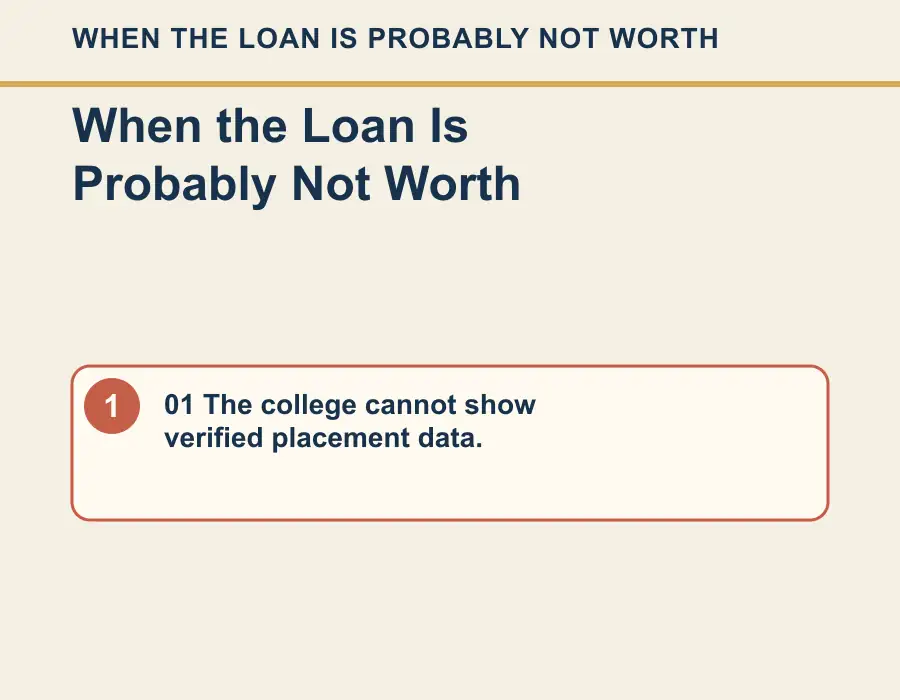 WHEN THE LOAN IS PROBABLY NOT WORTH
When the Loan Is
Probably Not Worth
1
01 The college cannot show
verified placement data.